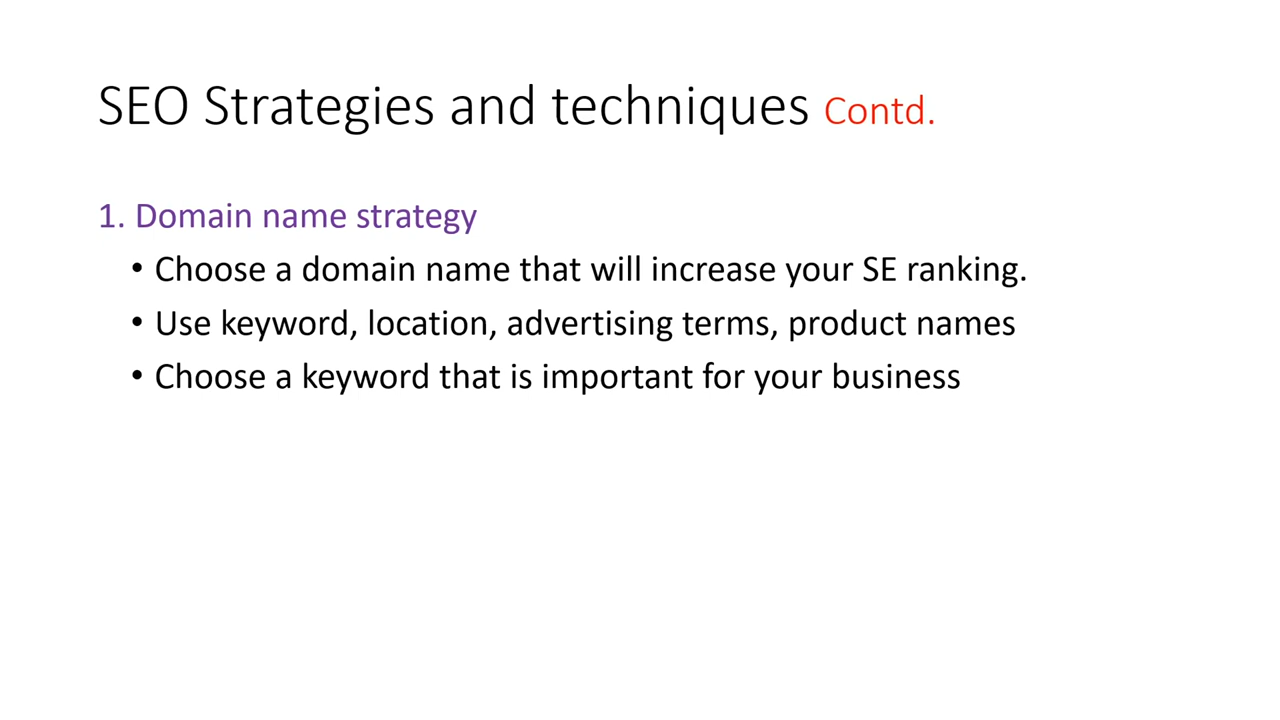 SEO Strategies and techniques Contd.
1. Domain name strategy
• Choose a domain name that will increase your SE ranking.
• Use keyword, location, advertising terms, product names
• Choose a keyword that is important for your business